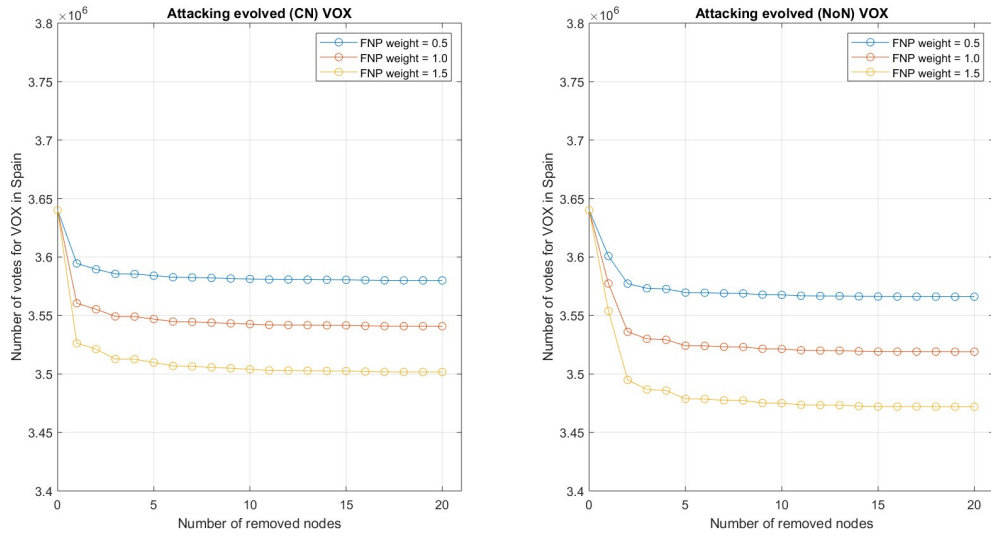 Attacking evolved (CN) VOX
×10⁶
3.8
3.75
3.7
3.65
3.6
3.55
3.5
3.45
3.4
Number of votes for VOX in Spain
FNP weight = 0.5
FNP weight = 1.0
FNP weight = 1.5
0
5
10
15
20
Number of removed nodes
Attacking evolved (NoN) VOX
×10⁶
3.8
3.75
3.7
3.65
3.6
3.55
3.5
3.45
3.4
Number of votes for VOX in Spain
FNP weight = 0.5
FNP weight = 1.0
FNP weight = 1.5
0
5
10
15
20
Number of removed nodes